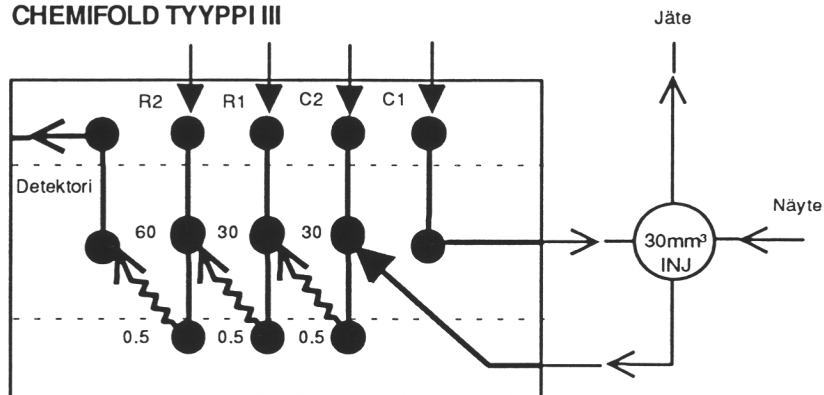 CHEMIFOLD TYYPPI III
Jäte
R2 R1 C2 C1
Detektori
Näyte
60 30 30
30mm³
INJ
0.5 0.5 0.5